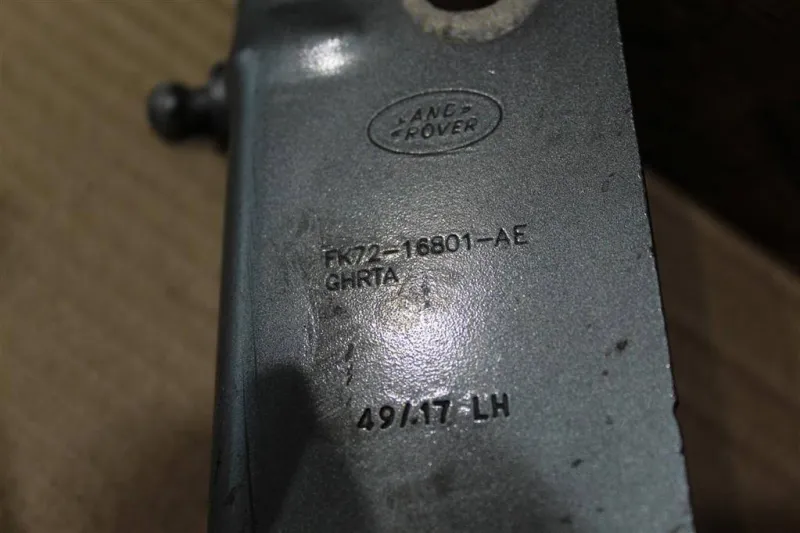 LAND
ROVER
FK72-16801-AE
GHRTA
49/.17 LH